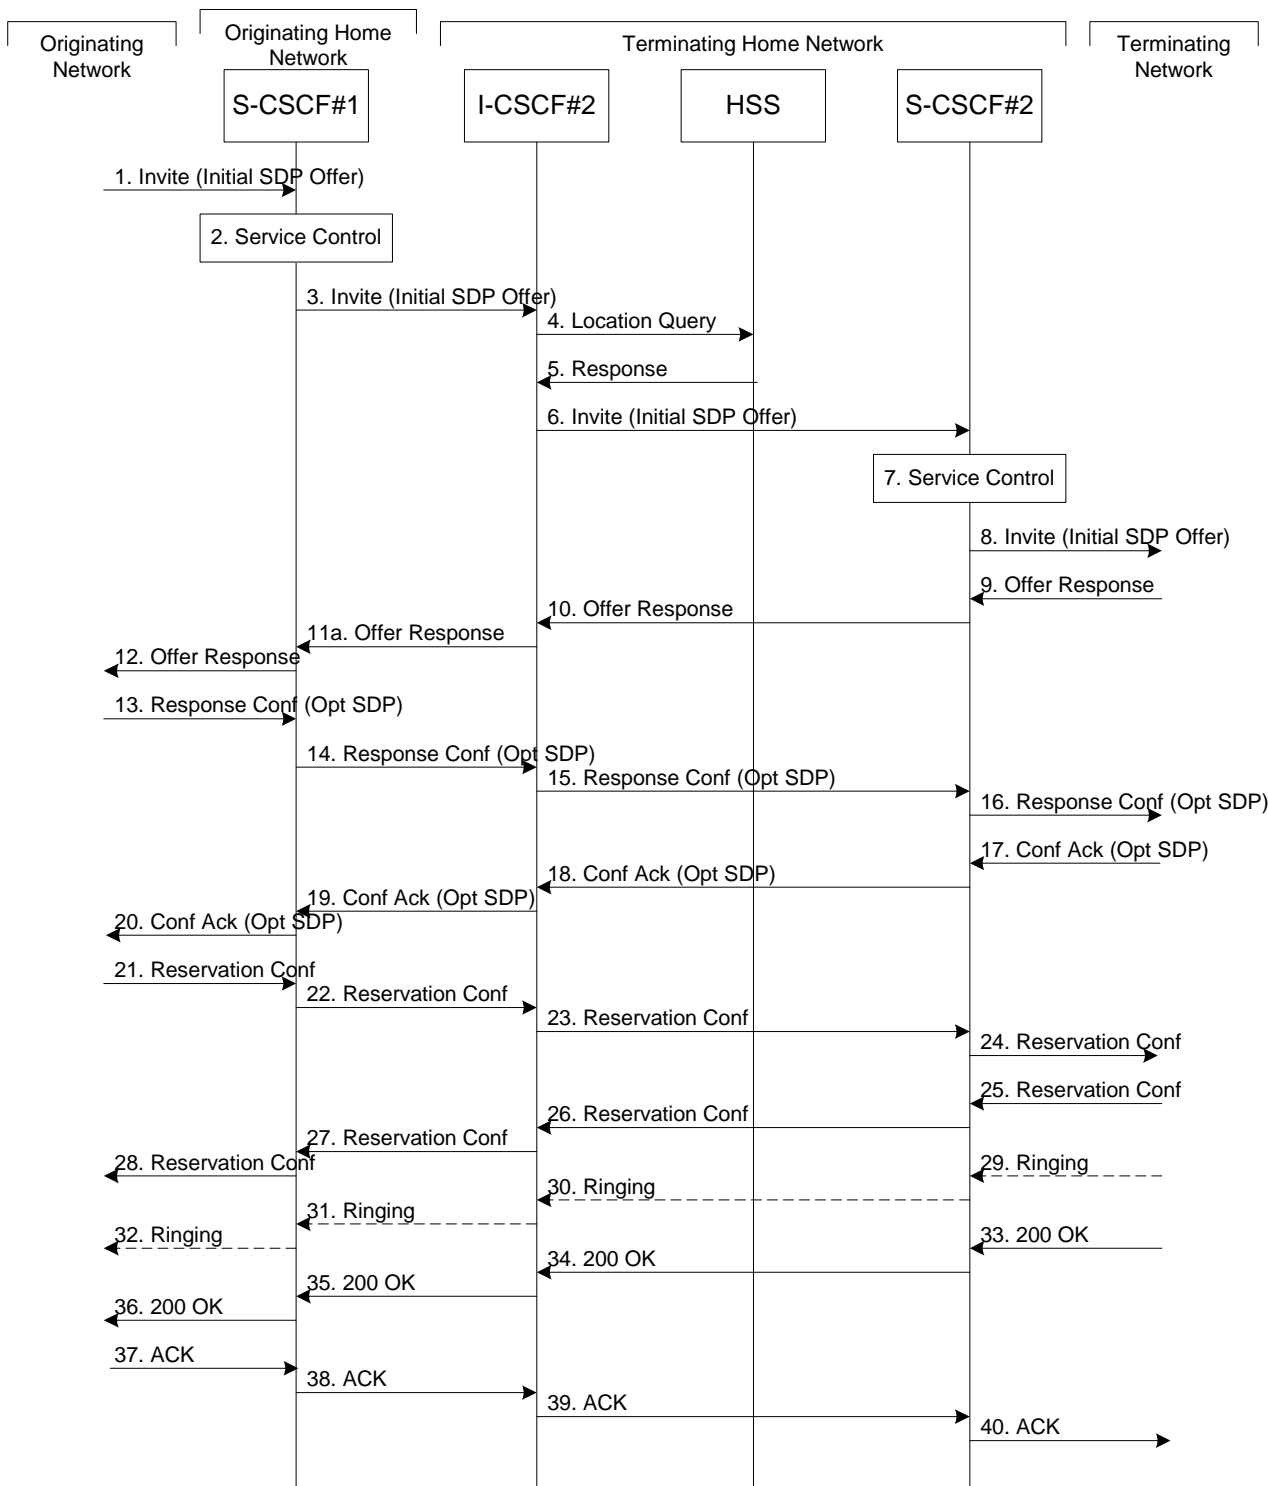 Originating
Network
Originating Home
Network
Terminating Home Network
Terminating
Network
S-CSCF#1
I-CSCF#2
HSS
S-CSCF#2
1. Invite (Initial SDP Offer)
2. Service Control
3. Invite (Initial SDP Offer)
4. Location Query
5. Response
6. Invite (Initial SDP Offer)
7. Service Control
8. Invite (Initial SDP Offer)
9. Offer Response
10. Offer Response
11a. Offer Response
12. Offer Response
13. Response Conf (Opt SDP)
14. Response Conf (Opt SDP)
15. Response Conf (Opt SDP)
16. Response Conf (Opt SDP)
17. Conf Ack (Opt SDP)
18. Conf Ack (Opt SDP)
19. Conf Ack (Opt SDP)
20. Conf Ack (Opt SDP)
21. Reservation Conf
22. Reservation Conf
23. Reservation Conf
24. Reservation Conf
25. Reservation Conf
26. Reservation Conf
27. Reservation Conf
28. Reservation Conf
29. Ringing
30. Ringing
31. Ringing
32. Ringing
33. 200 OK
34. 200 OK
35. 200 OK
36. 200 OK
37. ACK
38. ACK
39. ACK
40. ACK